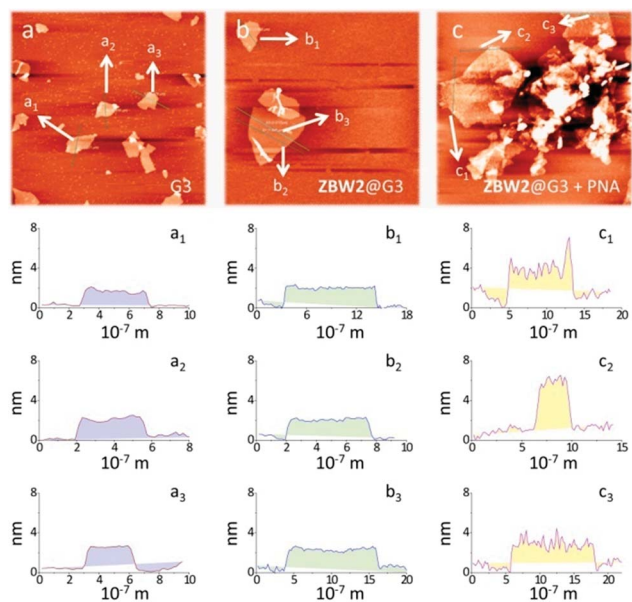 a
a2
a3
a1
G3
b
b1
b3
b2
ZBW2@G3
c
c3
c2
c1
ZBW2@G3 + PNA
8
4
0
nm
a1
0 2 4 6 8 10
10-7 m
8
4
0
nm
b1
0 6 12 18
10-7 m
8
4
0
nm
c1
0 5 10 15 20
10-7 m
8
4
0
nm
a2
0 2 4 6 8
10-7 m
8
4
0
nm
b2
0 2 4 6 8 10
10-7 m
8
4
0
nm
c2
0 5 10 15
10-7 m
8
4
0
nm
a3
0 2 4 6 8 10
10-7 m
8
4
0
nm
b3
0 5 10 15 20
10-7 m
8
4
0
nm
c3
0 5 10 15 20
10-7 m